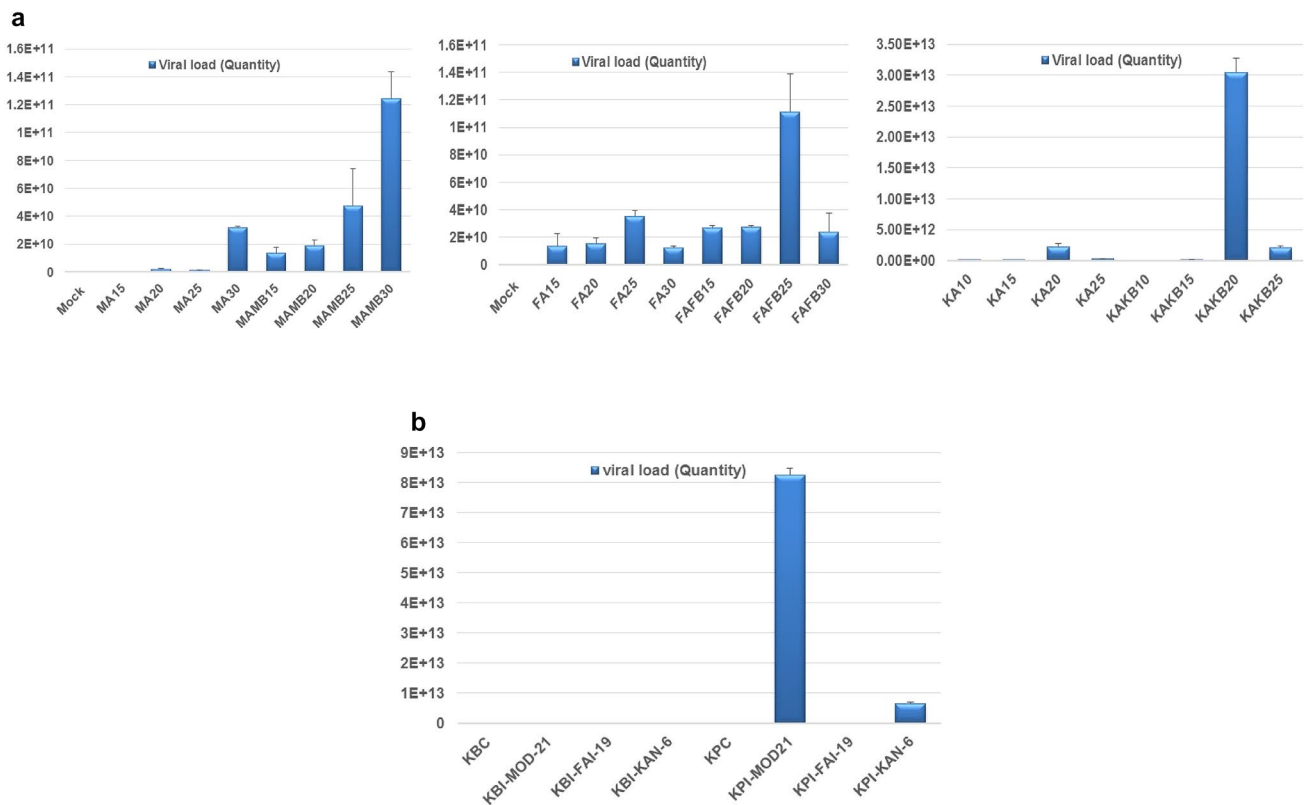 a
Viral load (Quantity)
1.6E+11
1.4E+11
1.2E+11
1E+11
8E+10
6E+10
4E+10
2E+10
0
Mock
MA15
MA20
MA25
MA30
MAMB15
MAMB20
MAMB25
MAMB30
Viral load (Quantity)
1.6E+11
1.4E+11
1.2E+11
1E+11
8E+10
6E+10
4E+10
2E+10
0
Mock
FA15
FA20
FA25
FA30
FAFB15
FAFB20
FAFB25
FAFB30
Viral load (Quantity)
3.50E+13
3.00E+13
2.50E+13
2.00E+13
1.50E+13
1.00E+13
5.00E+12
0.00E+00
KA10
KA15
KA20
KA25
KAKB10
KAKB15
KAKB20
KAKB25
b
viral load (Quantity)
9E+13
8E+13
7E+13
6E+13
5E+13
4E+13
3E+13
2E+13
1E+13
0
KBC
KBI-MOD-21
KBI-FAI-19
KBI-KAN-6
KPC
KPI-MOD21
KPI-FAI-19
KPI-KAN-6